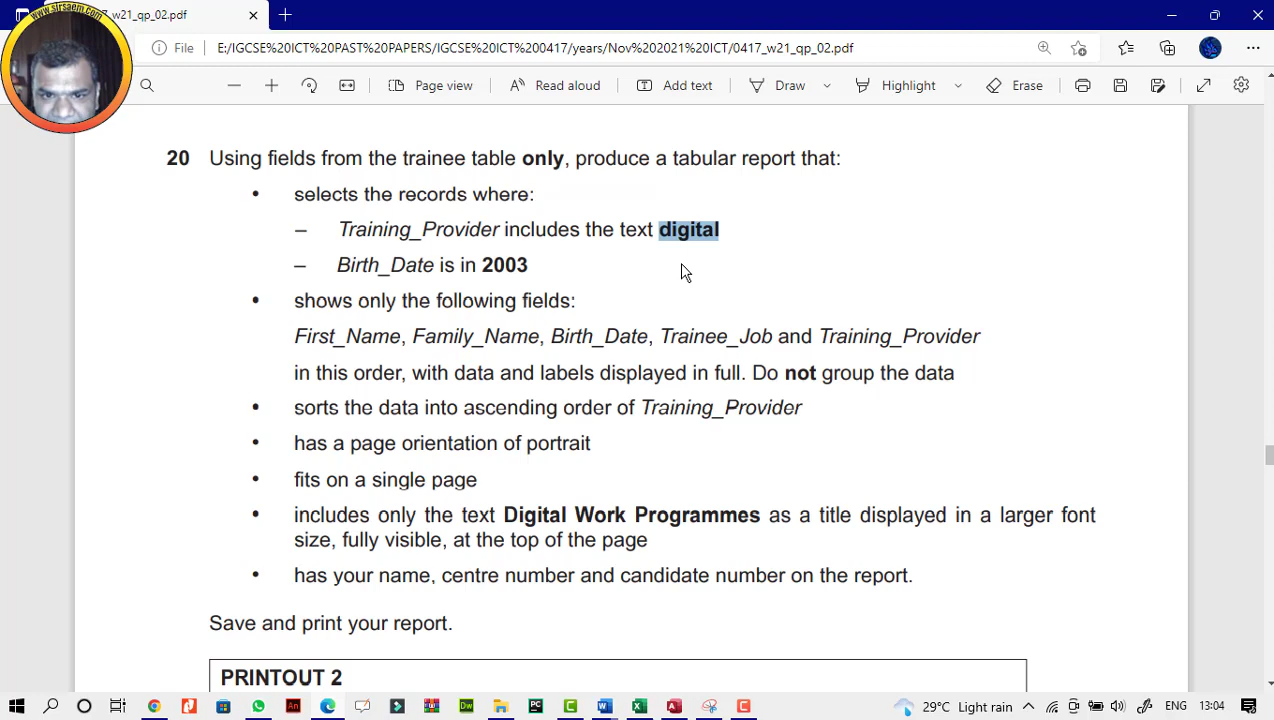 www.sirsaem.com
_w21_qp_02.pdf
File E:/IGCSE%20ICT%20PAST%20PAPERS/IGCSE%20ICT%200417/years/Nov%202021%20ICT/0417_w21_qp_02.pdf
Page view Read aloud Add text Draw Highlight Erase
20 Using fields from the trainee table only, produce a tabular report that:
• selects the records where:
– Training_Provider includes the text digital
– Birth_Date is in 2003
• shows only the following fields:
First_Name, Family_Name, Birth_Date, Trainee_Job and Training_Provider
in this order, with data and labels displayed in full. Do not group the data
• sorts the data into ascending order of Training_Provider
• has a page orientation of portrait
• fits on a single page
• includes only the text Digital Work Programmes as a title displayed in a larger font
size, fully visible, at the top of the page
• has your name, centre number and candidate number on the report.
Save and print your report.
PRINTOUT 2
29°C Light rain ENG 13:04